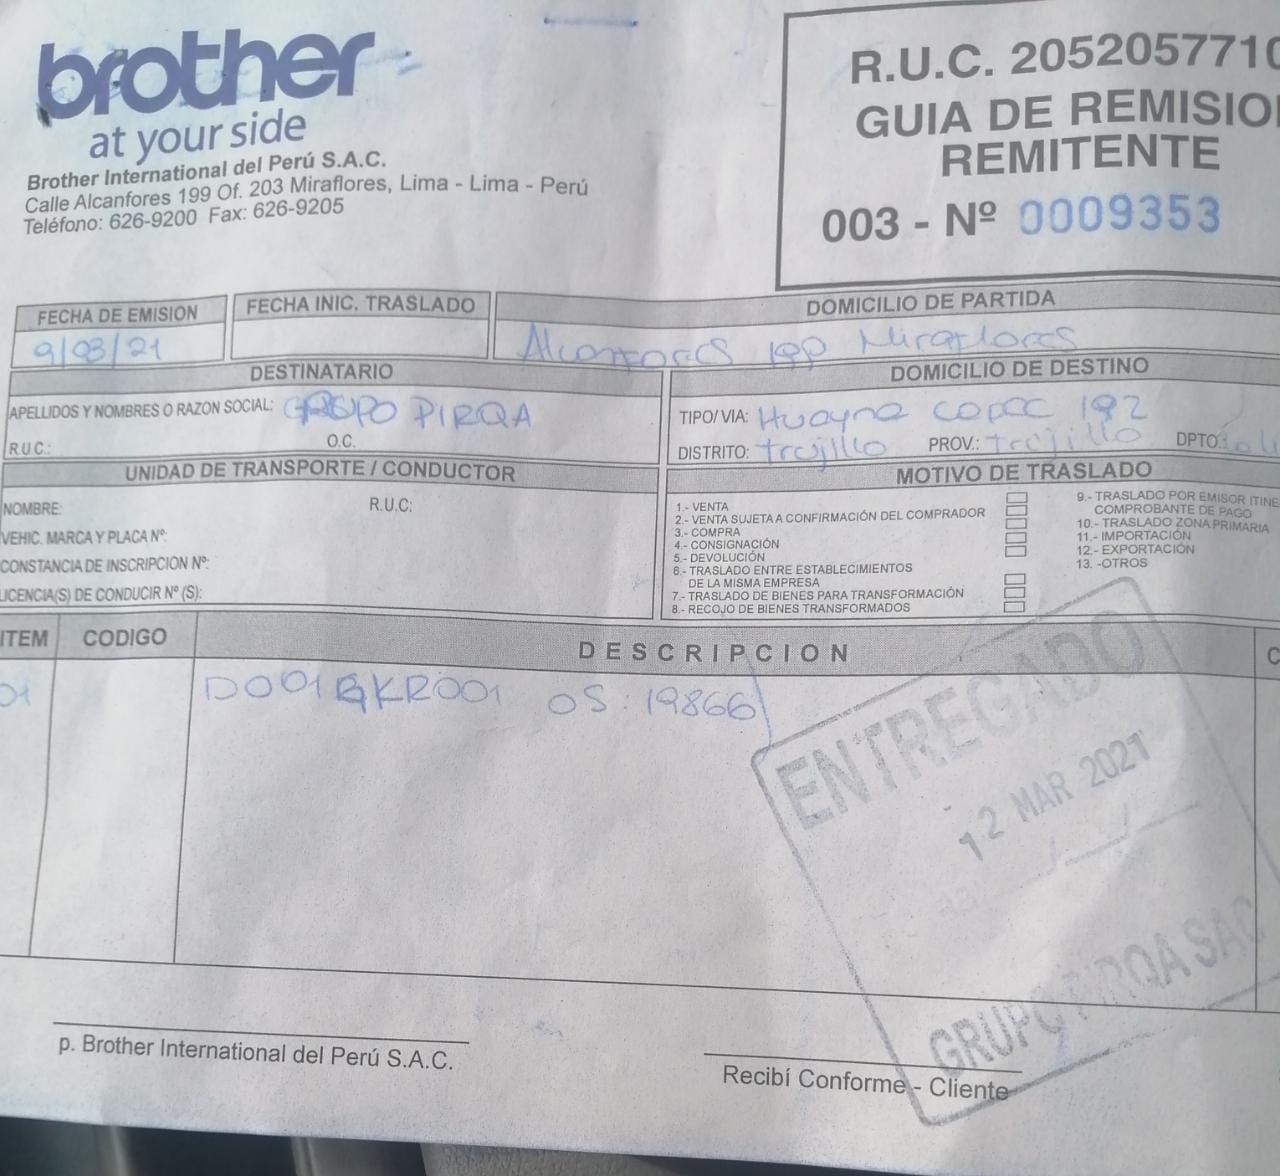 brother
at your side
Brother International del Perú S.A.C.
Calle Alcanfores 199 Of. 203 Miraflores, Lima - Lima - Perú
Teléfono: 626-9200 Fax: 626-9205
R.U.C. 2052057710
GUIA DE REMISIO
REMITENTE
003 - Nº 0009353
FECHA DE EMISION
9/03/21
FECHA INIC. TRASLADO
DOMICILIO DE PARTIDA
Alcanfores 199 Miraflores
DESTINATARIO
APELLIDOS Y NOMBRES O RAZON SOCIAL: GRUPO PIRQA
R.U.C.: O.C.
DOMICILIO DE DESTINO
TIPO/VIA: Huayna Capac 192
DISTRITO: trujillo PROV.: trujillo DPTO.:
UNIDAD DE TRANSPORTE / CONDUCTOR
NOMBRE: R.U.C:
VEHIC. MARCA Y PLACA Nº:
CONSTANCIA DE INSCRIPCION Nº:
LICENCIA(S) DE CONDUCIR Nº (S):
MOTIVO DE TRASLADO
1.- VENTA
2.- VENTA SUJETA A CONFIRMACIÓN DEL COMPRADOR
3.- COMPRA
4.- CONSIGNACIÓN
5.- DEVOLUCIÓN
6.- TRASLADO ENTRE ESTABLECIMIENTOS
DE LA MISMA EMPRESA
7.- TRASLADO DE BIENES PARA TRANSFORMACIÓN
8.- RECOJO DE BIENES TRANSFORMADOS
9.- TRASLADO POR EMISOR ITINE
COMPROBANTE DE PAGO
10.- TRASLADO ZONA PRIMARIA
11.- IMPORTACIÓN
12.- EXPORTACIÓN
13. -OTROS
ITEM CODIGO DESCRIPCION C
01 D001GKR001 OS: 19866
ENTREGADO
12 MAR 2021
GRUPO PIRQA SAC
p. Brother International del Perú S.A.C.
Recibí Conforme - Cliente